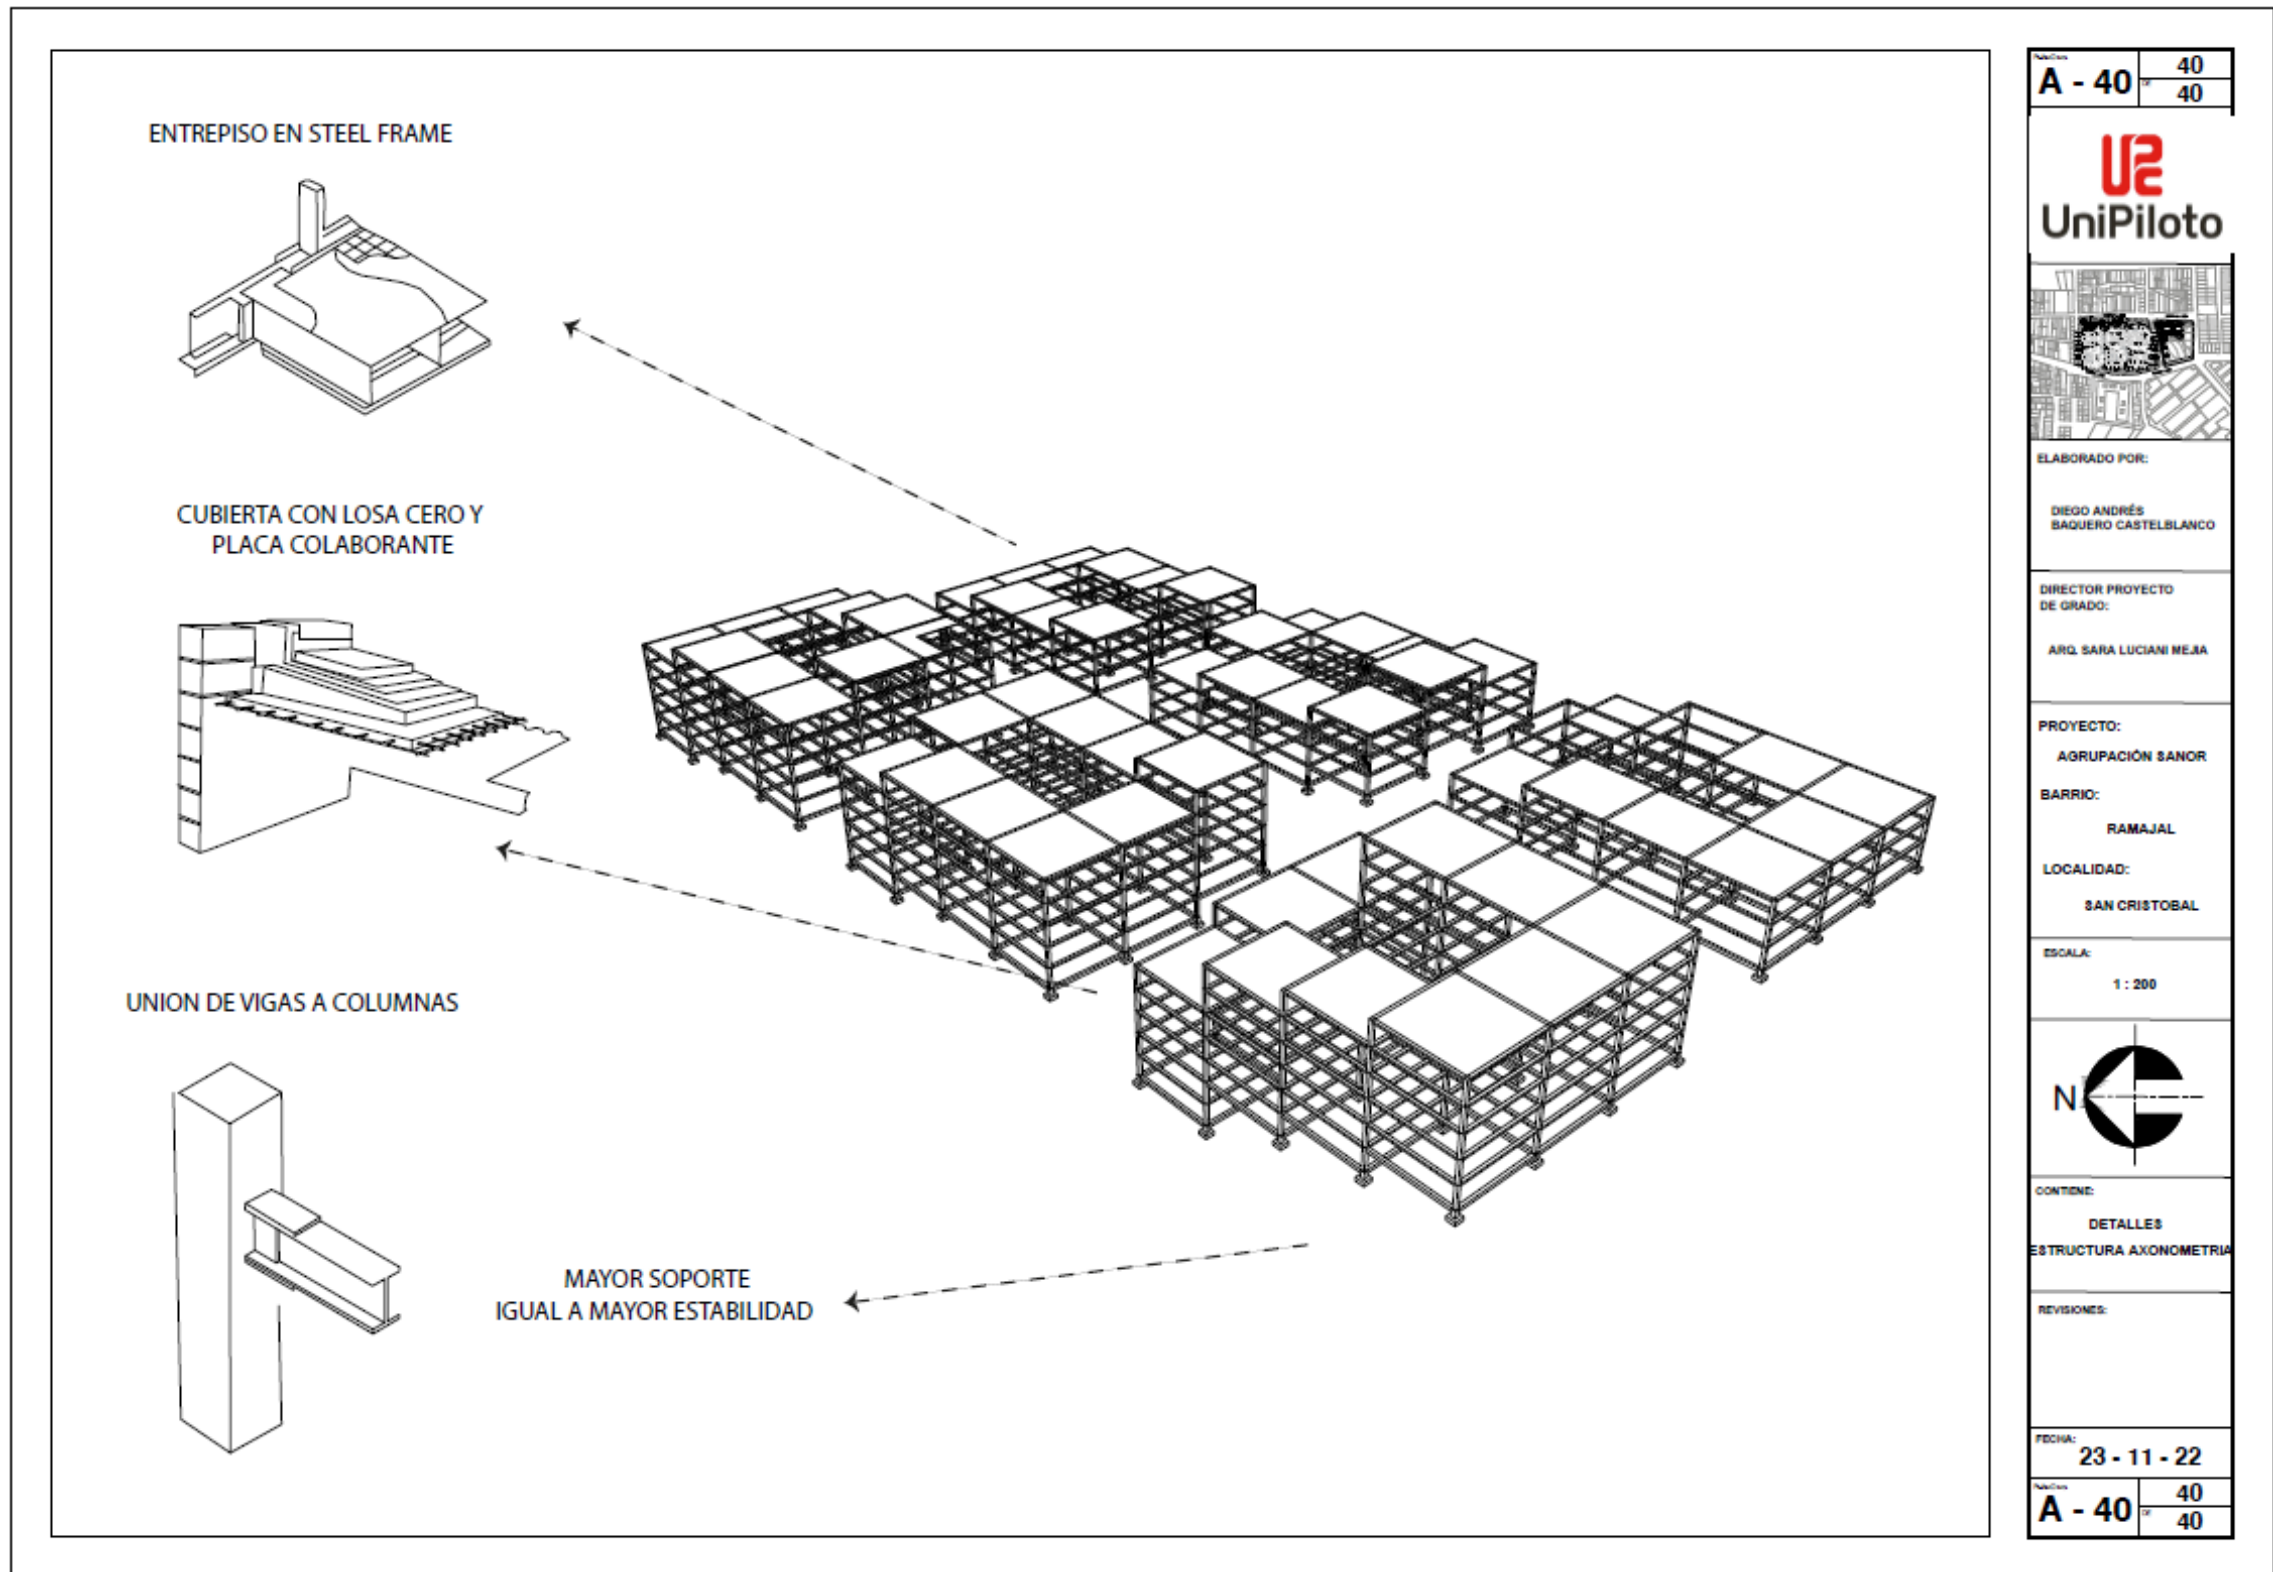 ENTREPISO EN STEEL FRAME
CUBIERTA CON LOSA CERO Y
PLACA COLABORANTE
UNION DE VIGAS A COLUMNAS
MAYOR SOPORTE
IGUAL A MAYOR ESTABILIDAD
A - 40
40
DE
40
UniPiloto
ELABORADO POR:
DIEGO ANDRÉS
BAQUERO CASTELBLANCO
DIRECTOR PROYECTO
DE GRADO:
ARQ. SARA LUCIANI MEJIA
PROYECTO:
AGRUPACIÓN SANOR
BARRIO:
RAMAJAL
LOCALIDAD:
SAN CRISTOBAL
ESCALA:
1 : 200
N
CONTIENE:
DETALLES
ESTRUCTURA AXONOMETRIA
REVISIONES:
FECHA:
23 - 11 - 22
A - 40
40
DE
40